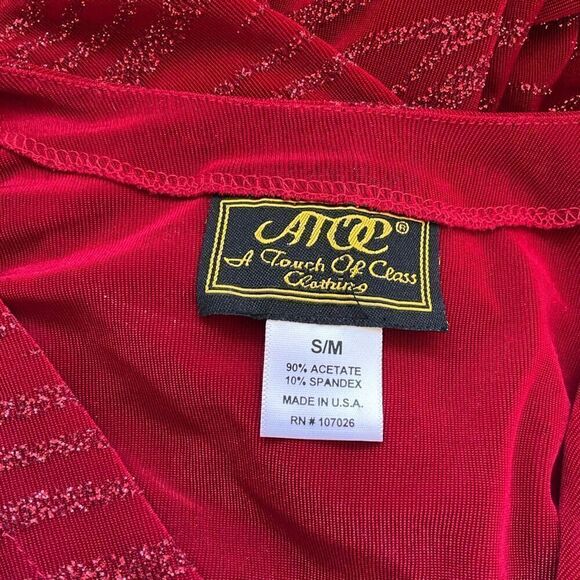 ATOC®
A Touch Of Class
Clothing
S/M
90% ACETATE
10% SPANDEX
MADE IN U.S.A.
RN # 107026